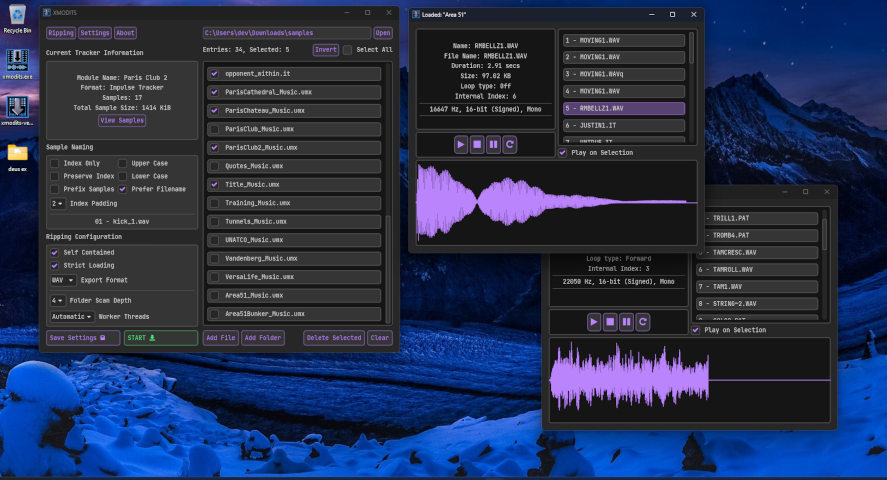 Recycle Bin
xmodits.exe
xmodits-ve...
deus ex
XMODITS
Ripping Settings About
C:\Users\dev\Downloads\samples Open
Current Tracker Information
Entries: 34, Selected: 5 Invert Select All
Module Name: Paris Club 2
Format: Impulse Tracker
Samples: 17
Total Sample Size: 1414 KiB
View Samples
Sample Naming
Index Only Upper Case
Preserve Index Lower Case
Prefix Samples Prefer Filename
2 Index Padding
01 - kick_1.wav
Ripping Configuration
Self Contained
Strict Loading
WAV Export Format
4 Folder Scan Depth
Automatic Worker Threads
Save Settings START
opponent_within.it
ParisCathedral_Music.umx
ParisChateau_Music.umx
ParisClub_Music.umx
ParisClub2_Music.umx
Quotes_Music.umx
Title_Music.umx
Training_Music.umx
Tunnels_Music.umx
UNATCO_Music.umx
Vandenberg_Music.umx
VersaLife_Music.umx
Area51_Music.umx
Area51Bunker_Music.umx
Add File Add Folder Delete Selected Clear
Loaded: "Area 51"
Name: RMBELLZ1.WAV
File Name: RMBELLZ1.WAV
Duration: 2.91 secs
Size: 97.02 KB
Loop type: Off
Internal Index: 6
16647 Hz, 16-bit (Signed), Mono
1 - MOVING1.WAV
2 - MOVING1.WAV
3 - MOVING1.WAVq
4 - MOVING1.WAV
5 - RMBELLZ1.WAV
6 - JUSTIN1.IT
Play on Selection
Loop type: Forward
Internal Index: 3
22050 Hz, 16-bit (Signed), Mono
- TRILL1.PAT
- TROMB4.PAT
- TAMCRESC.WAV
6 - TAMROLL.WAV
7 - TAM1.WAV
8 - STRING~2.WAV
Play on Selection